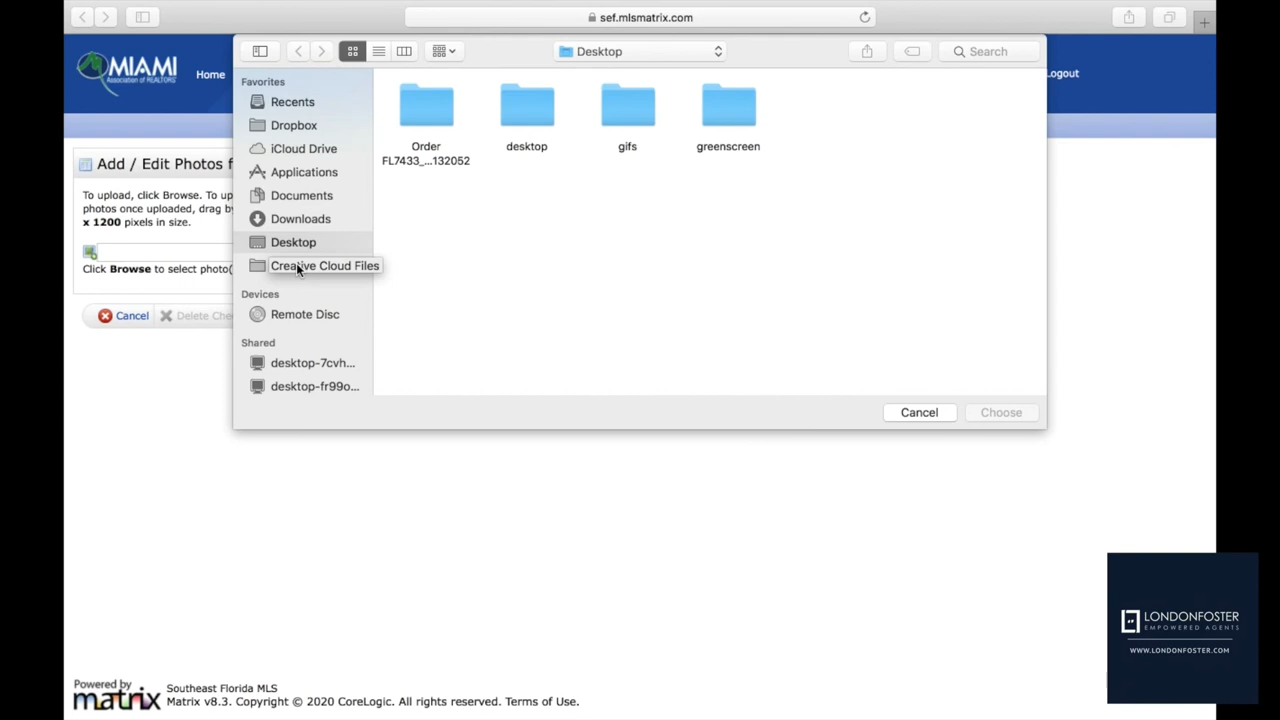 sef.mlsmatrix.com
MIAMI
Association of REALTORS®
Home
Logout
Desktop
Search
Favorites
Recents
Dropbox
iCloud Drive
Applications
Documents
Downloads
Desktop
Creative Cloud Files
Devices
Remote Disc
Shared
desktop-7cvh...
desktop-fr99o...
Order
FL7433_...132052
desktop
gifs
greenscreen
Cancel
Choose
Add / Edit Photos f
To upload, click Browse. To up
photos once uploaded, drag by
x 1200 pixels in size.
Click Browse to select photo(
Cancel
Delete Che
LONDONFOSTER
EMPOWERED AGENTS
WWW.LONDONFOSTER.COM
Powered by
matrix
Southeast Florida MLS
Matrix v8.3. Copyright © 2020 CoreLogic. All rights reserved. Terms of Use.